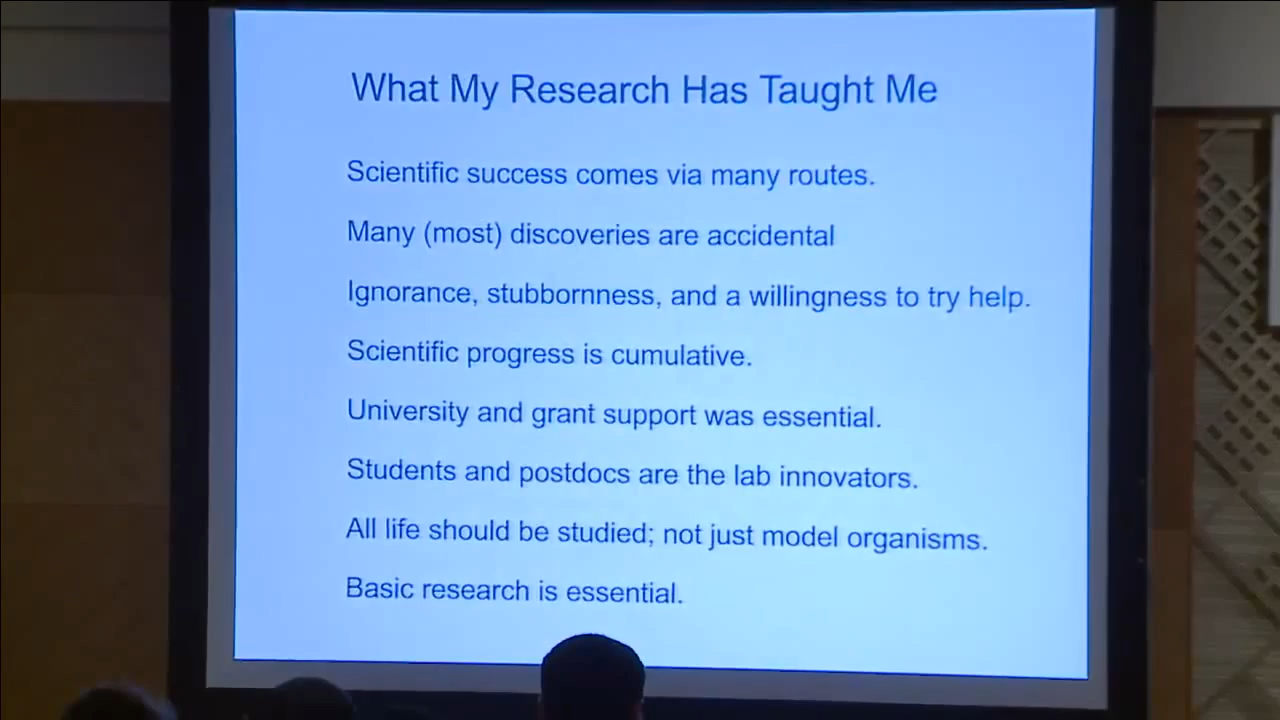 What My Research Has Taught Me
Scientific success comes via many routes.
Many (most) discoveries are accidental
Ignorance, stubbornness, and a willingness to try help.
Scientific progress is cumulative.
University and grant support was essential.
Students and postdocs are the lab innovators.
All life should be studied; not just model organisms.
Basic research is essential.